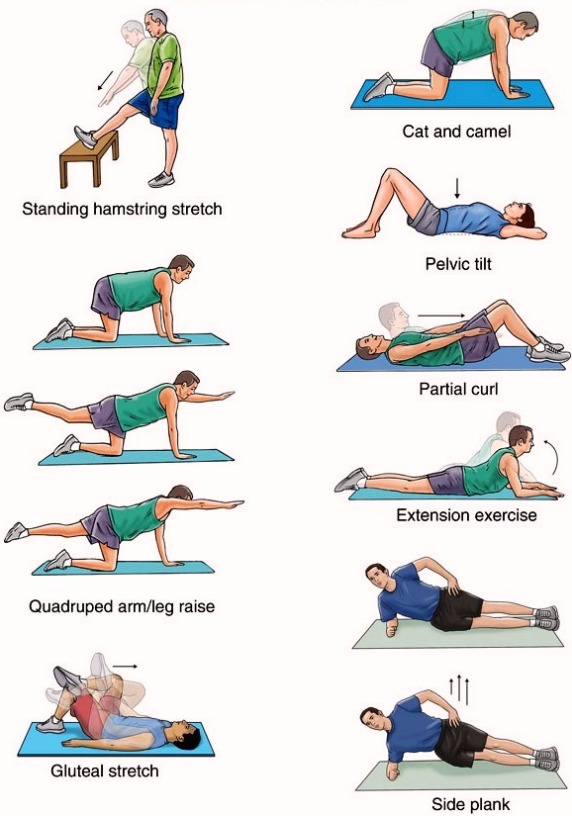 Standing hamstring stretch
Cat and camel
Pelvic tilt
Partial curl
Extension exercise
Quadruped arm/leg raise
Gluteal stretch
Side plank